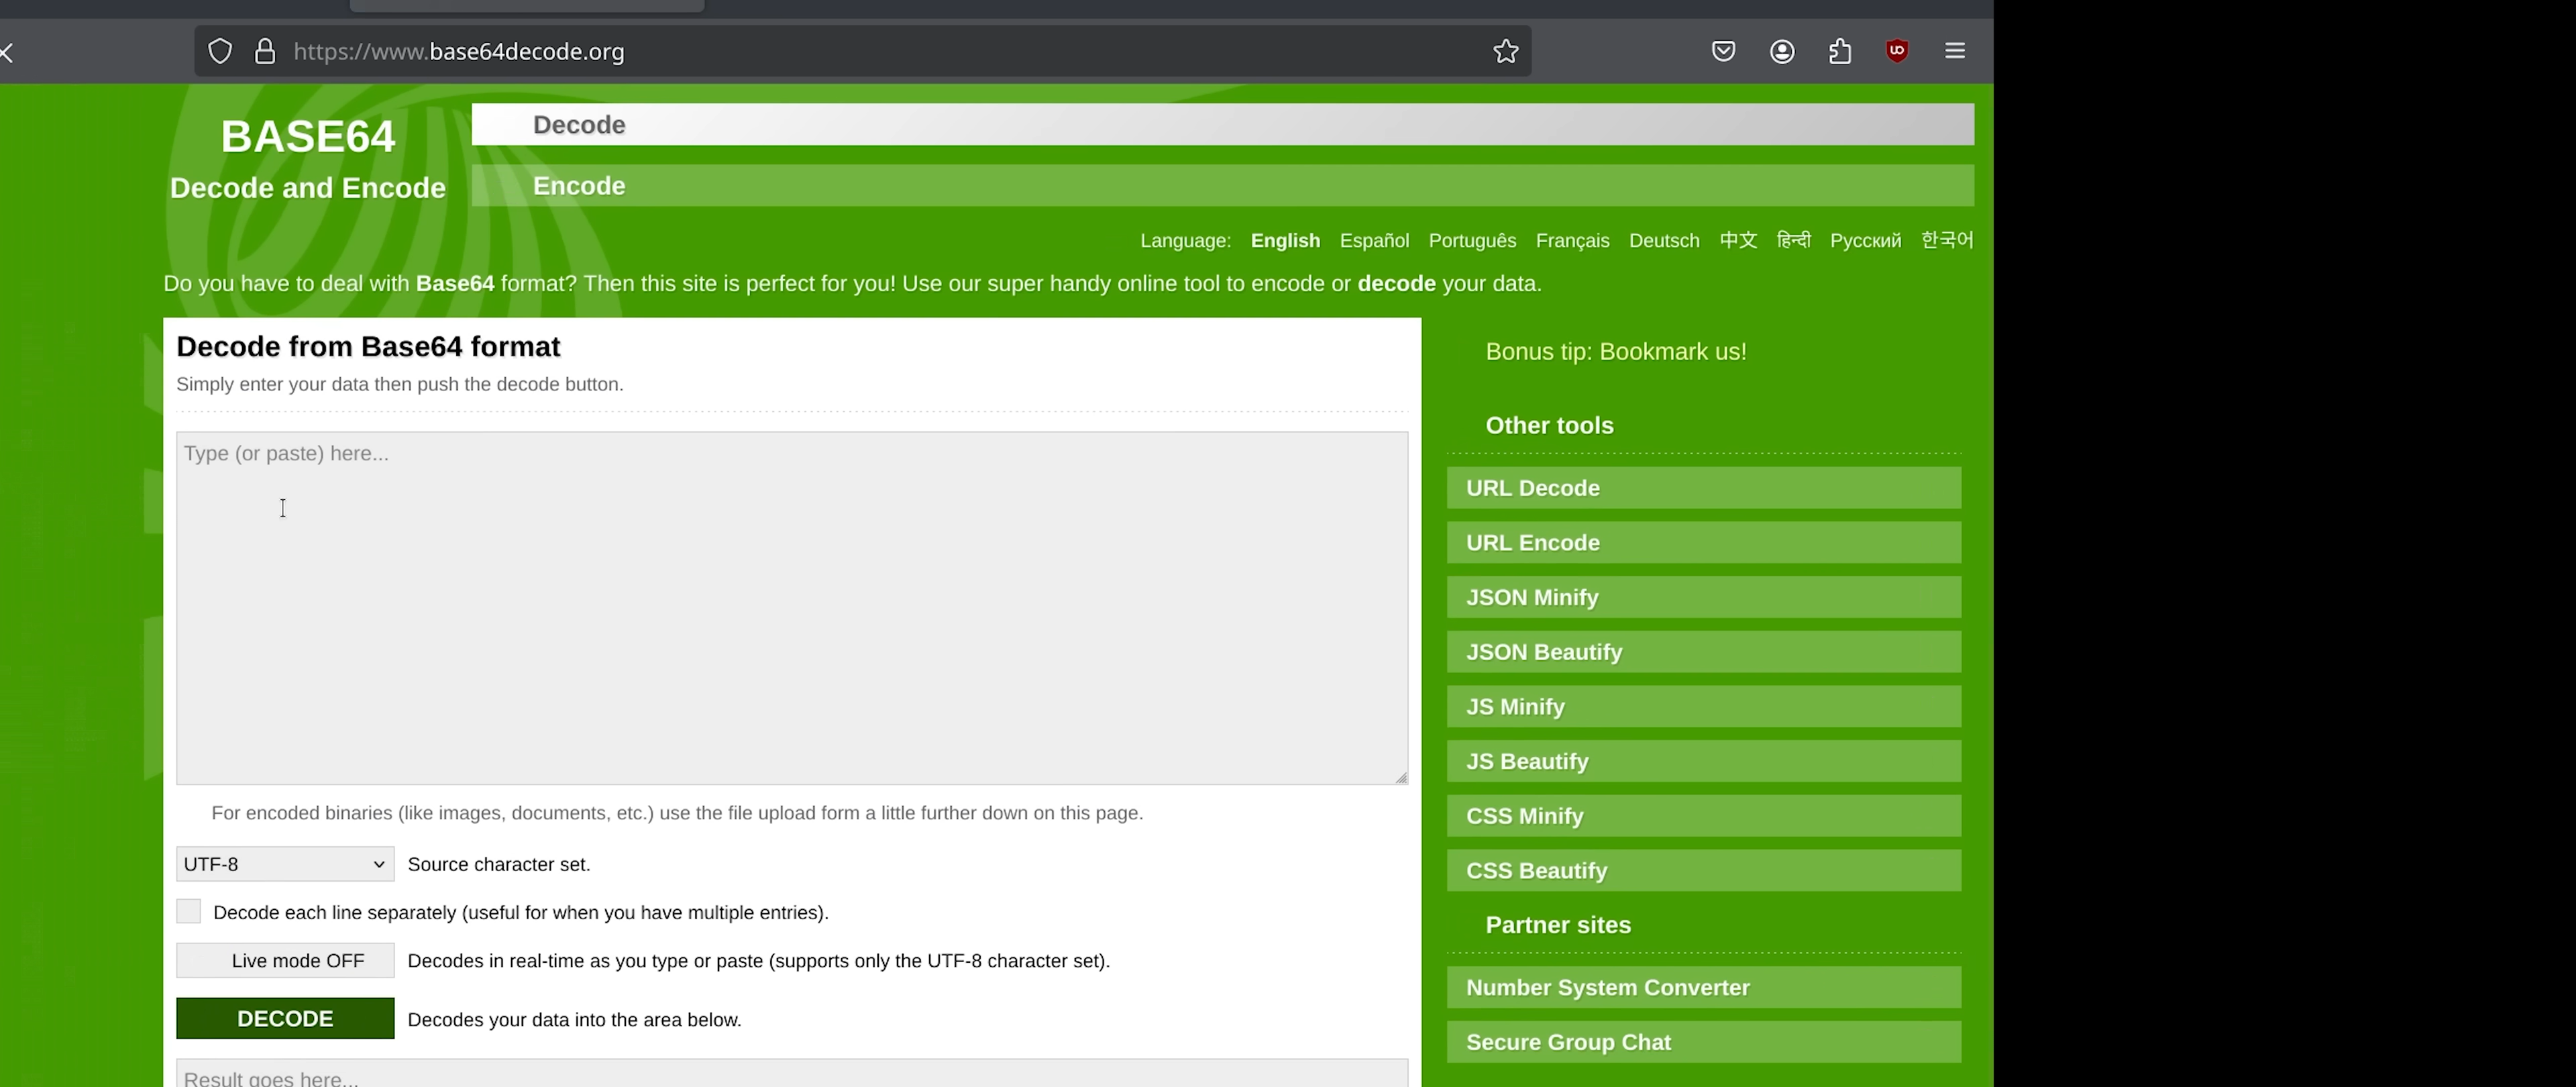 https://www.base64decode.org
BASE64
Decode and Encode
Decode
Encode
Language: English Español Português Français Deutsch 中文 हिन्दी Русский 한국어
Do you have to deal with Base64 format? Then this site is perfect for you! Use our super handy online tool to encode or decode your data.
Decode from Base64 format
Simply enter your data then push the decode button.
Type (or paste) here...
For encoded binaries (like images, documents, etc.) use the file upload form a little further down on this page.
UTF-8 Source character set.
Decode each line separately (useful for when you have multiple entries).
Live mode OFF Decodes in real-time as you type or paste (supports only the UTF-8 character set).
DECODE Decodes your data into the area below.
Result goes here...
Bonus tip: Bookmark us!
Other tools
URL Decode
URL Encode
JSON Minify
JSON Beautify
JS Minify
JS Beautify
CSS Minify
CSS Beautify
Partner sites
Number System Converter
Secure Group Chat